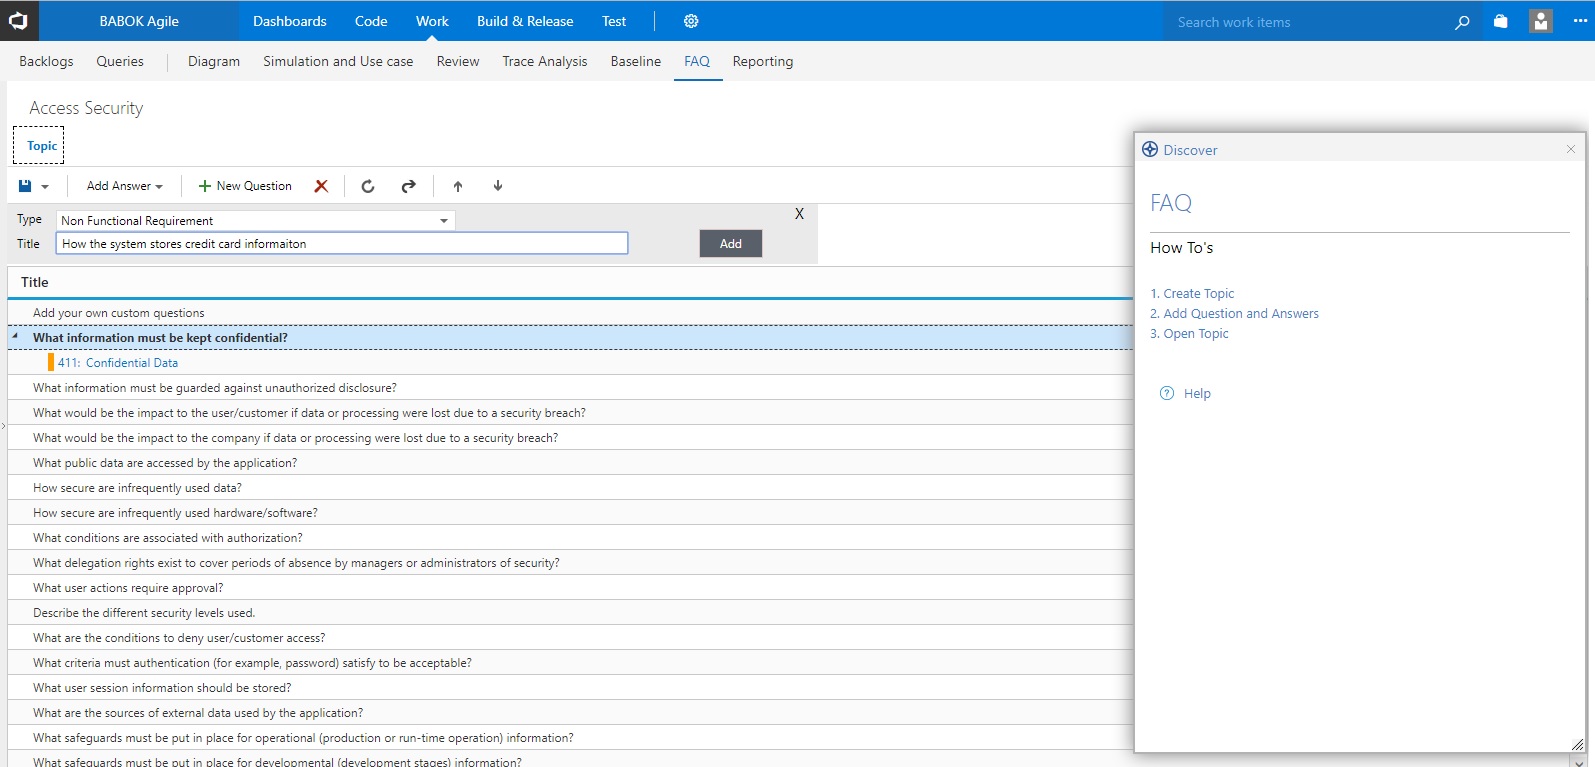 BABOK Agile Dashboards Code Work Build & Release Test Search work items
Backlogs Queries Diagram Simulation and Use case Review Trace Analysis Baseline FAQ Reporting
Access Security
Topic
Add Answer New Question
Type Non Functional Requirement X
Title How the system stores credit card informaiton Add
Title
Add your own custom questions
What information must be kept confidential?
411: Confidential Data
What information must be guarded against unauthorized disclosure?
What would be the impact to the user/customer if data or processing were lost due to a security breach?
What would be the impact to the company if data or processing were lost due to a security breach?
What public data are accessed by the application?
How secure are infrequently used data?
How secure are infrequently used hardware/software?
What conditions are associated with authorization?
What delegation rights exist to cover periods of absence by managers or administrators of security?
What user actions require approval?
Describe the different security levels used.
What are the conditions to deny user/customer access?
What criteria must authentication (for example, password) satisfy to be acceptable?
What user session information should be stored?
What are the sources of external data used by the application?
What safeguards must be put in place for operational (production or run-time operation) information?
What safeguards must be put in place for developmental (development stages) information?
Discover
FAQ
How To's
1. Create Topic
2. Add Question and Answers
3. Open Topic
Help